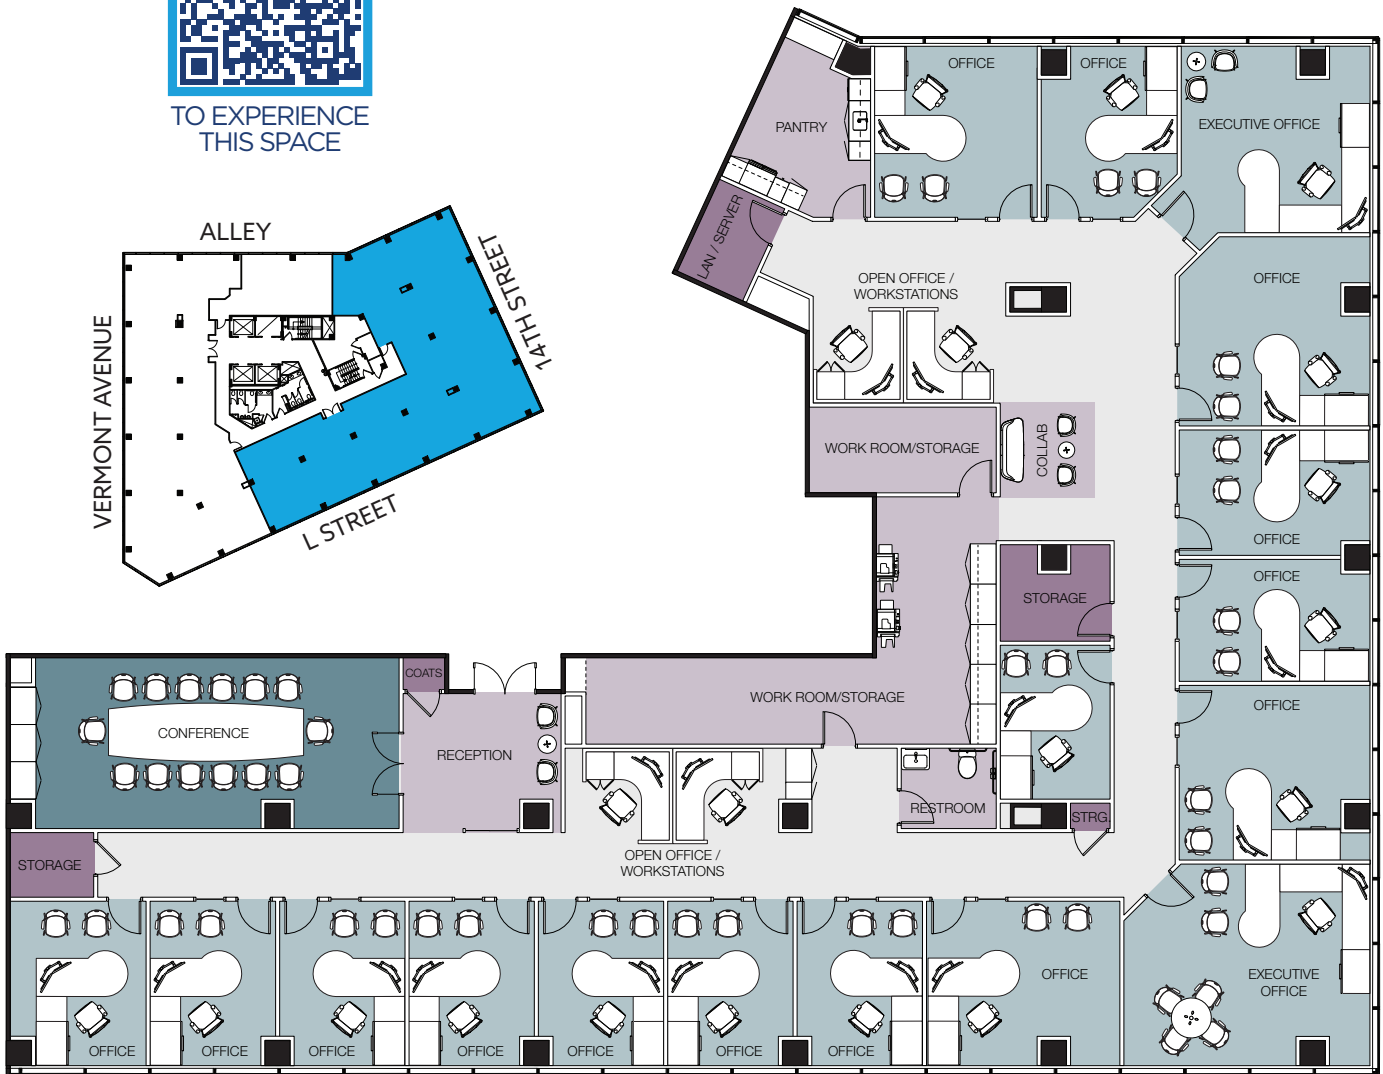 TO EXPERIENCE
THIS SPACE
ALLEY
VERMONT AVENUE
14TH STREET
L STREET
PANTRY
LAN / SERVER
OFFICE
OFFICE
EXECUTIVE OFFICE
OPEN OFFICE /
WORKSTATIONS
OFFICE
WORK ROOM/STORAGE
COLLAB
OFFICE
OFFICE
STORAGE
COATS
CONFERENCE
RECEPTION
WORK ROOM/STORAGE
OFFICE
RESTROOM
STRG.
STORAGE
OPEN OFFICE /
WORKSTATIONS
OFFICE
OFFICE
OFFICE
OFFICE
OFFICE
OFFICE
OFFICE
OFFICE
EXECUTIVE
OFFICE